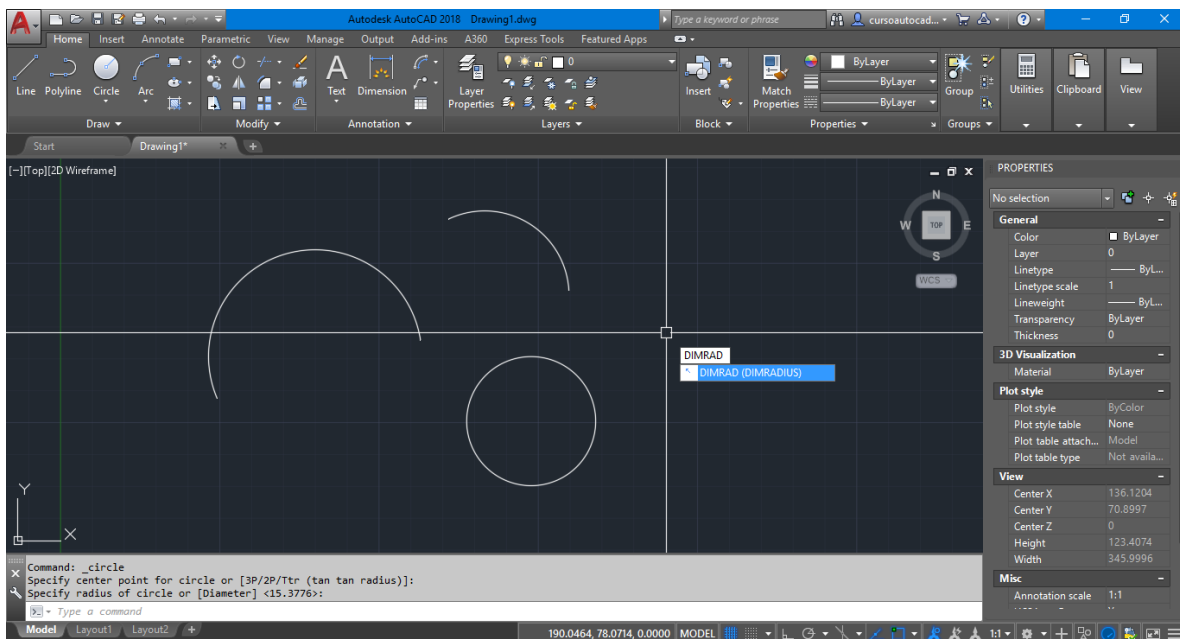 Autodesk AutoCAD 2018 Drawing1.dwg
Type a keyword or phrase
cursoautocad...
Home Insert Annotate Parametric View Manage Output Add-ins A360 Express Tools Featured Apps
Line Polyline Circle Arc
Text Dimension
Layer Properties
0
Insert
Match Properties
ByLayer
ByLayer
ByLayer
Group
Utilities Clipboard View
Draw Modify Annotation Layers Block Properties Groups
Start Drawing1* +
[−][Top][2D Wireframe]
N
W TOP E
S
WCS
DIMRAD
DIMRAD (DIMRADIUS)
Y
X
PROPERTIES
No selection
General
Color ByLayer
Layer 0
Linetype ByL...
Linetype scale 1
Lineweight ByL...
Transparency ByLayer
Thickness 0
3D Visualization
Material ByLayer
Plot style
Plot style ByColor
Plot style table None
Plot table attach... Model
Plot table type Not availa...
View
Center X 136.1204
Center Y 70.8997
Center Z 0
Height 123.4074
Width 345.9996
Misc
Annotation scale 1:1
Command: _circle
Specify center point for circle or [3P/2P/Ttr (tan tan radius)]:
Specify radius of circle or [Diameter] <15.3776>:
Type a command
Model Layout1 Layout2 +
190.0464, 78.0714, 0.0000 MODEL 1:1